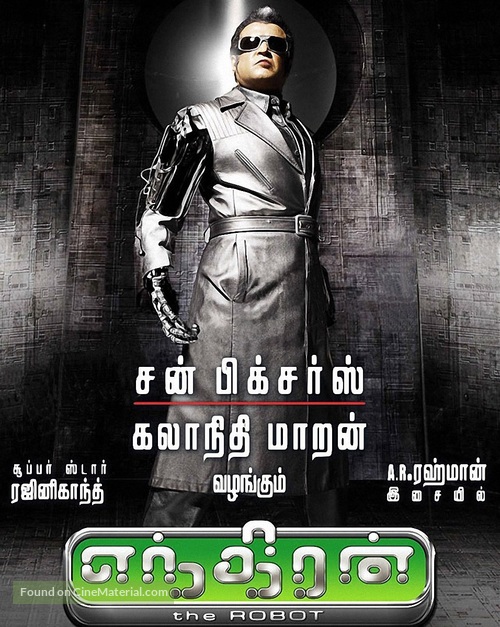 சன் பிக்சர்ஸ்
கலாநிதி மாறன்
வழங்கும்
சூப்பர் ஸ்டார்
ரஜினிகாந்த்
A.R.ரஹ்மான்
இசையில்
எந்திரன்
the ROBOT
Found on CineMaterial.com